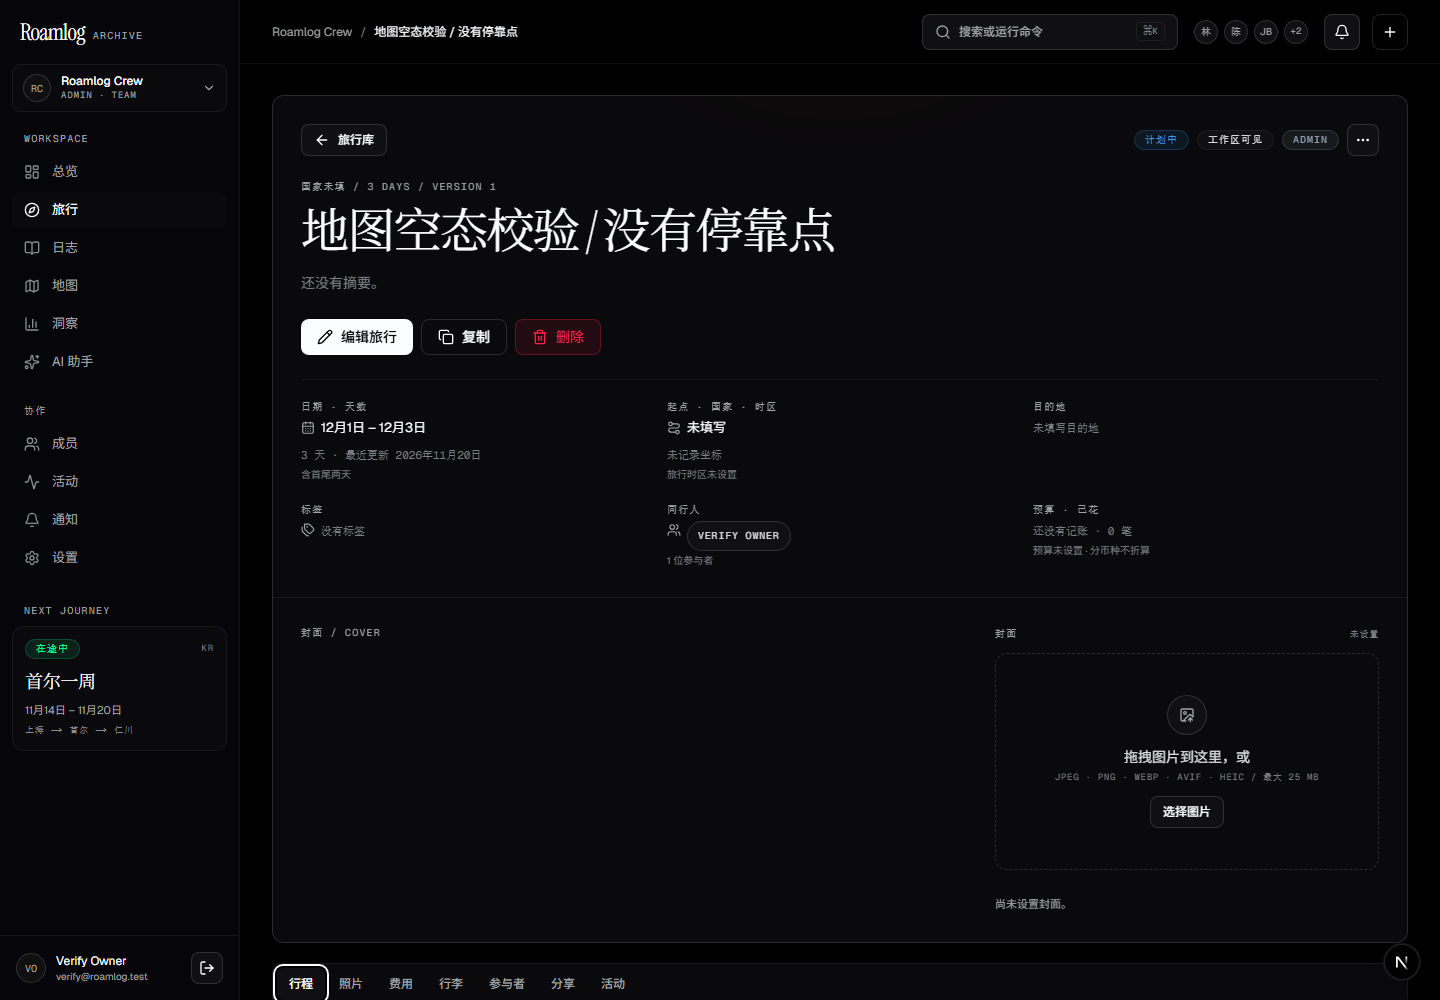 Roamlog ARCHIVE
RC
Roamlog Crew
ADMIN · TEAM
WORKSPACE
总览
旅行
日志
地图
洞察
AI 助手
协作
成员
活动
通知
设置
NEXT JOURNEY
在途中
KR
首尔一周
11月14日 – 11月20日
上海 → 首尔 → 仁川
VO
Verify Owner
verify@roamlog.test
Roamlog Crew / 地图空态校验 / 没有停靠点
搜索或运行命令
⌘K
林
陈
JB
+2
旅行库
计划中
工作区可见
ADMIN
国家未填 / 3 DAYS / VERSION 1
地图空态校验 / 没有停靠点
还没有摘要。
编辑旅行
复制
删除
日期 · 天数
12月1日 – 12月3日
3 天 · 最近更新 2026年11月20日
含首尾两天
起点 · 国家 · 时区
未填写
未记录坐标
旅行时区未设置
目的地
未填写目的地
标签
没有标签
同行人
VERIFY OWNER
1 位参与者
预算 · 已花
还没有记账 · 0 笔
预算未设置 · 分币种不折算
封面 / COVER
封面
未设置
拖拽图片到这里，或
JPEG · PNG · WEBP · AVIF · HEIC / 最大 25 MB
选择图片
尚未设置封面。
行程
照片
费用
行李
参与者
分享
活动
N